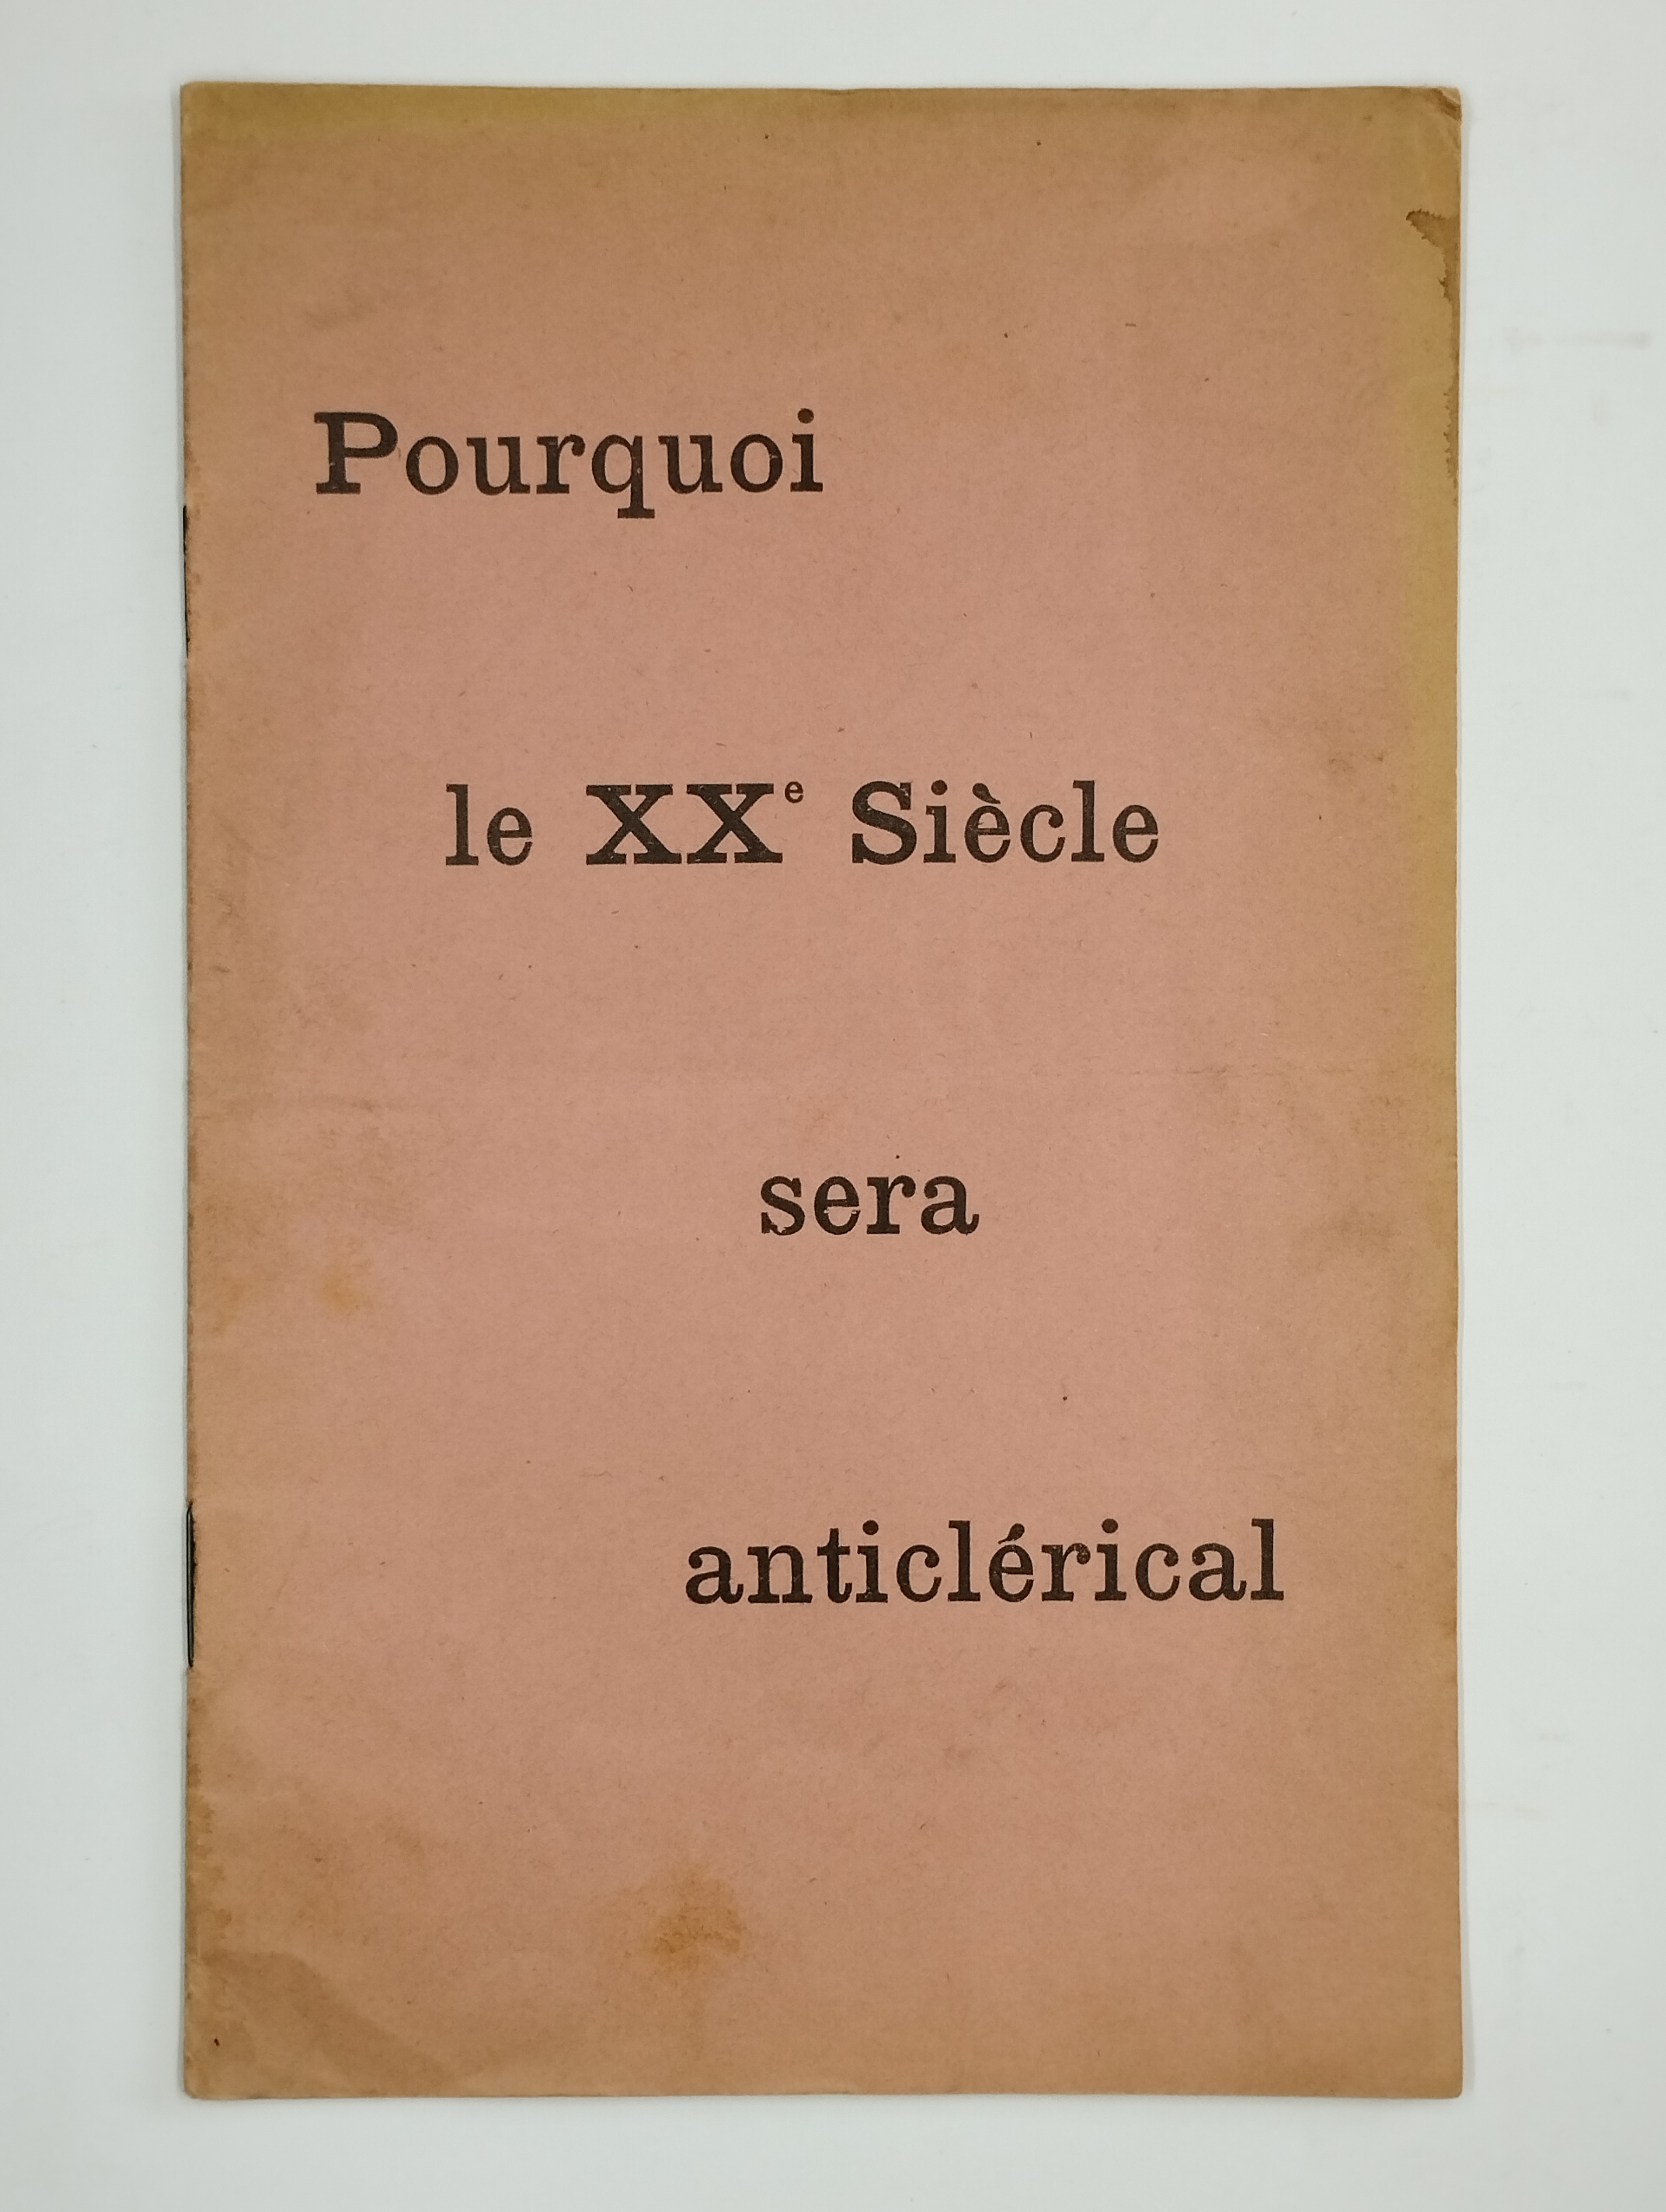 Pourquoi
le XXe Siècle
sera
anticlérical